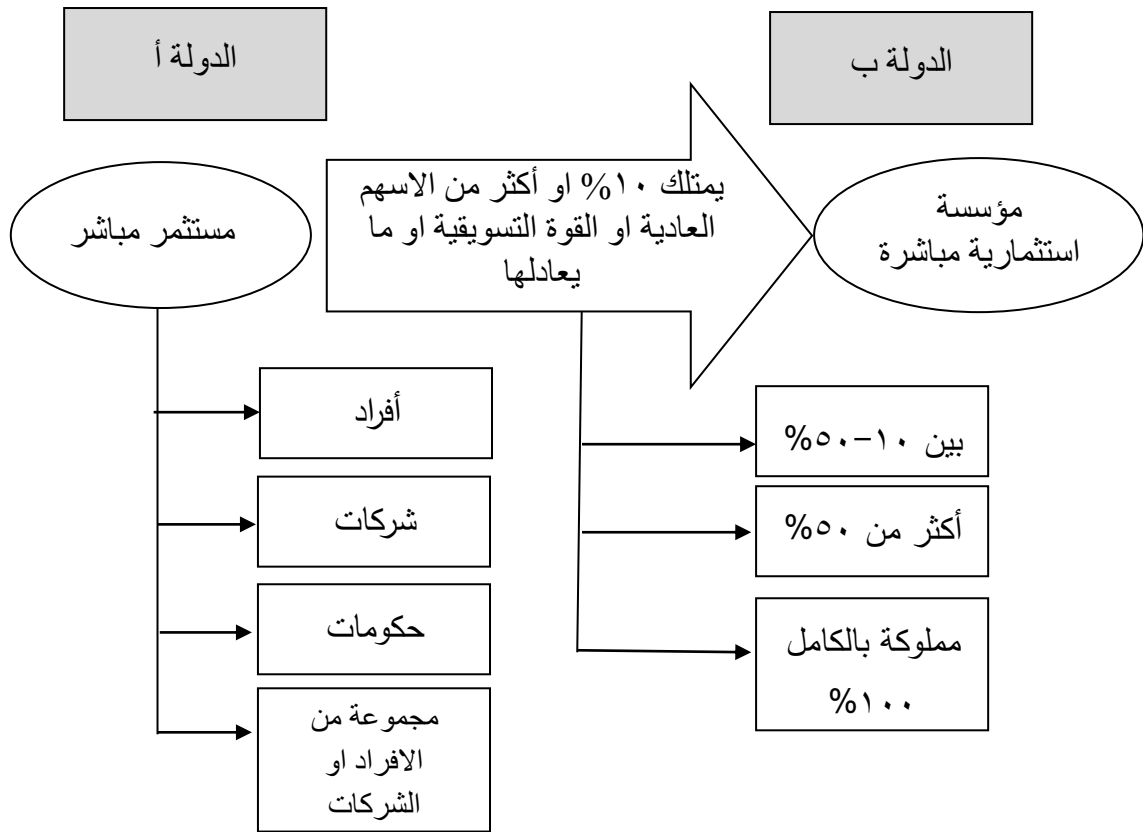 الدولة أ
الدولة ب
مستثمر مباشر
يمتلك ١٠% او أكثر من الاسهم
العادية او القوة التسويقية او ما
يعادلها
مؤسسة
استثمارية مباشرة
أفراد
شركات
حكومات
مجموعة من
الافراد او
الشركات
بين ١٠-٥٠%
أكثر من ٥٠%
مملوكة بالكامل
١٠٠%